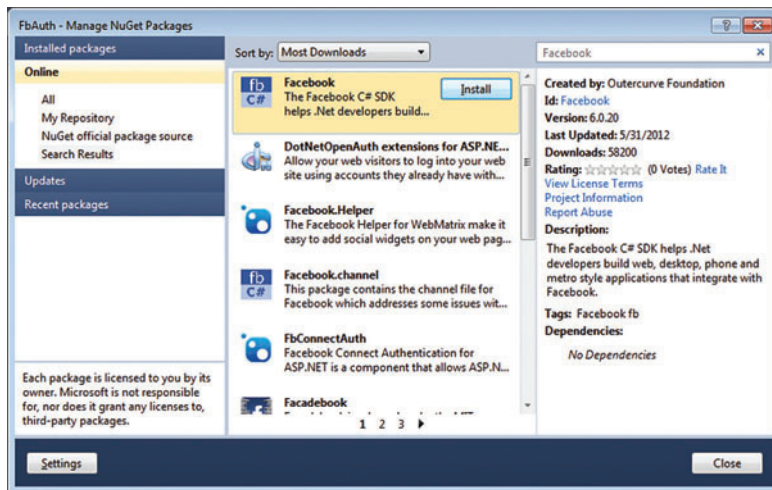 FbAuth - Manage NuGet Packages
Installed packages
Online
All
My Repository
NuGet official package source
Search Results
Updates
Recent packages
Each package is licensed to you by its
owner. Microsoft is not responsible
for, nor does it grant any licenses to,
third-party packages.
Settings
Sort by: Most Downloads
fb
C#
Facebook
The Facebook C# SDK
helps .Net developers build...
Install
DotNetOpenAuth extensions for ASP.NE...
Allow your web visitors to log into your web
site using accounts they already have with...
Facebook.Helper
The Facebook Helper for WebMatrix make it
easy to add social widgets on your web pag...
fb
C#
Facebook.channel
This package contains the channel file for
Facebook which addresses some issues wit...
FbConnectAuth
Facebook Connect Authentication for
ASP.NET is a component that allows ASP.N...
Facadebook
1 2 3
Facebook
Created by: Outercurve Foundation
Id: Facebook
Version: 6.0.20
Last Updated: 5/31/2012
Downloads: 58200
Rating: (0 Votes) Rate It
View License Terms
Project Information
Report Abuse
Description:
The Facebook C# SDK helps .Net
developers build web, desktop, phone and
metro style applications that integrate with
Facebook.
Tags: Facebook fb
Dependencies:
No Dependencies
Close